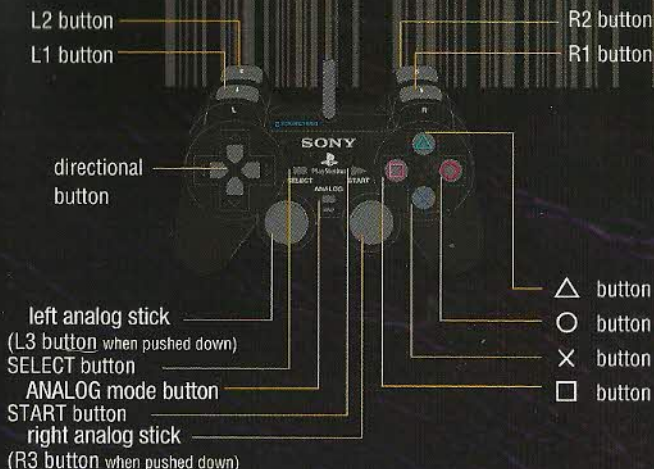 L2 button
R2 button
L1 button
R1 button
L
R
SONY
PlayStation
SELECT
START
ANALOG
directional
button
△ button
○ button
× button
□ button
left analog stick
(L3 button when pushed down)
SELECT button
ANALOG mode button
START button
right analog stick
(R3 button when pushed down)